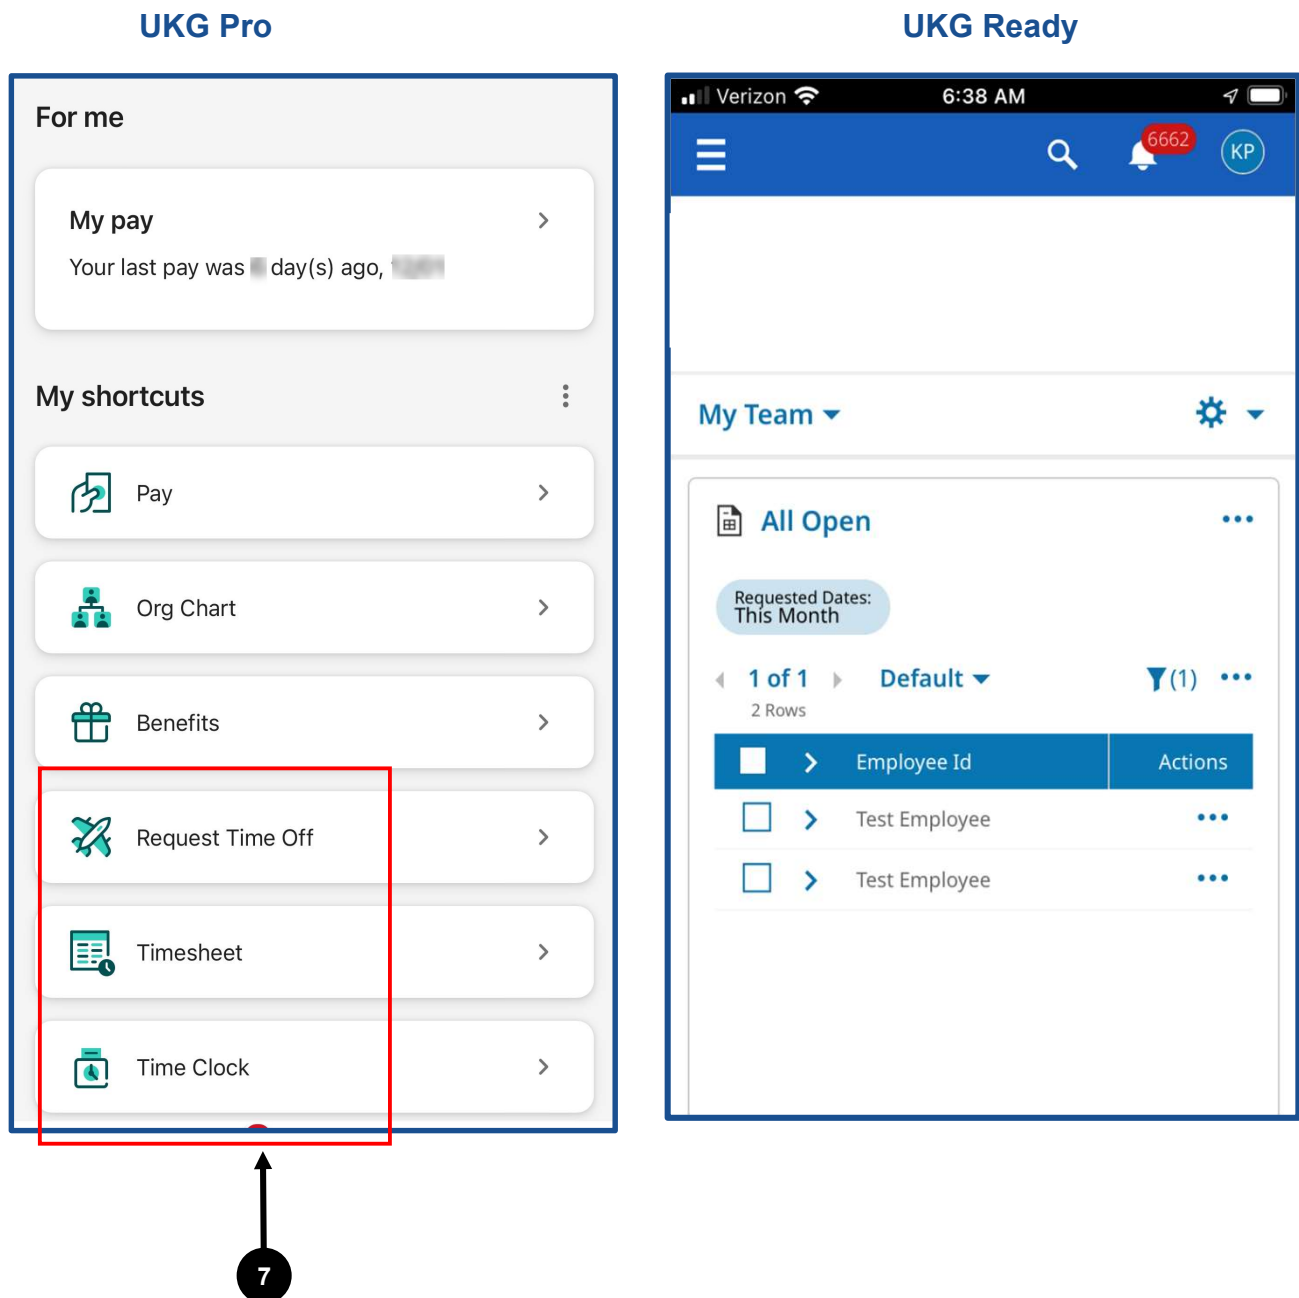 UKG Pro
For me
My pay
Your last pay was day(s) ago,
My shortcuts
Pay
Org Chart
Benefits
Request Time Off
Timesheet
Time Clock
7
UKG Ready
Verizon 6:38 AM
6662 KP
My Team
All Open
Requested Dates:
This Month
1 of 1 Default (1)
2 Rows
Employee Id Actions
Test Employee
Test Employee